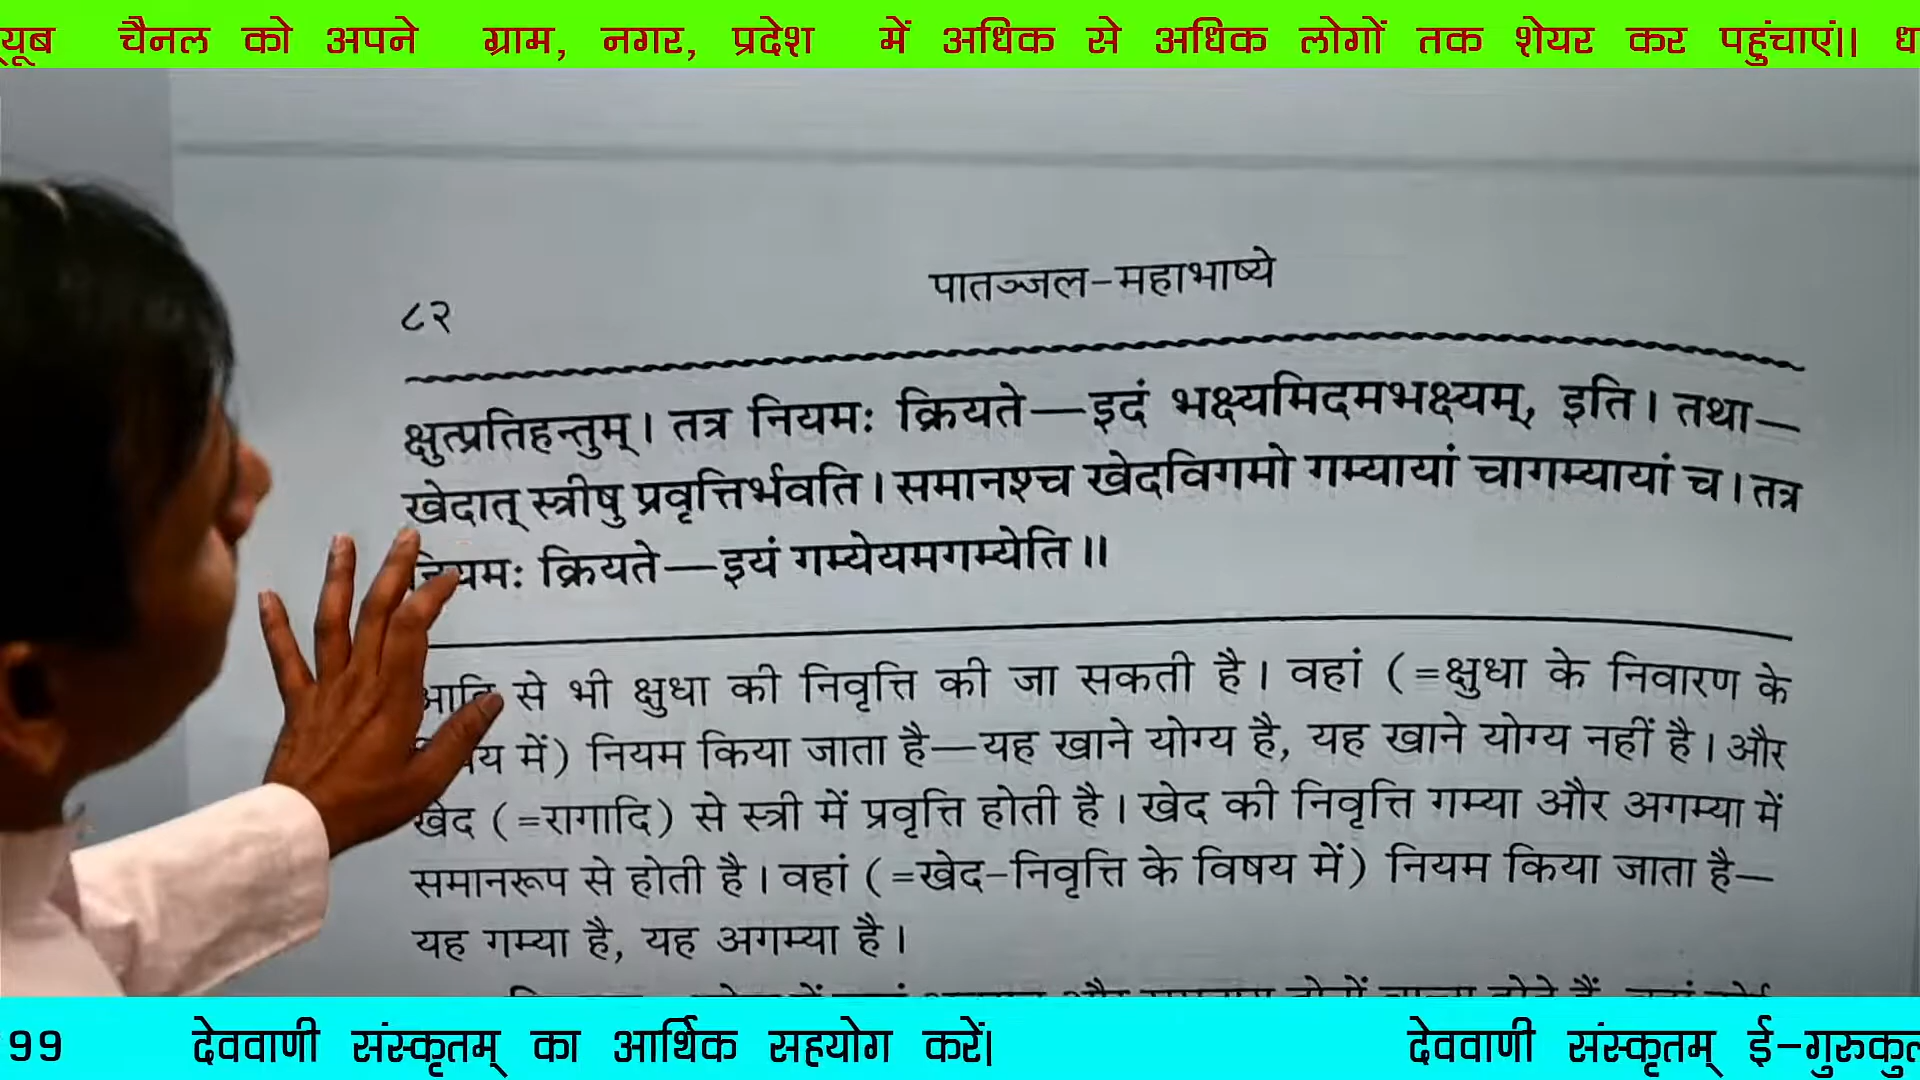 चैनल को अपने ग्राम, नगर, प्रदेश में अधिक से अधिक लोगों तक शेयर कर पहुंचाएं||
८२
पातञ्जल-महाभाष्ये
क्षुत्प्रतिहन्तुम्। तत्र नियमः क्रियते—इदं भक्ष्यमिदमभक्ष्यम्, इति। तथा—
खेदात् स्त्रीषु प्रवृत्तिर्भवति। समानश्च खेदविगमो गम्यायां चागम्यायां च। तत्र
नियमः क्रियते—इयं गम्येयमगम्येति॥
से भी क्षुधा की निवृत्ति की जा सकती है। वहां (=क्षुधा के निवारण के
में) नियम किया जाता है—यह खाने योग्य है, यह खाने योग्य नहीं है। और
खेद (=रागादि) से स्त्री में प्रवृत्ति होती है। खेद की निवृत्ति गम्या और अगम्या में
समानरूप से होती है। वहां (=खेद-निवृत्ति के विषय में) नियम किया जाता है—
यह गम्या है, यह अगम्या है।
99 देववाणी संस्कृतम् का आर्थिक सहयोग करें| देववाणी संस्कृतम्